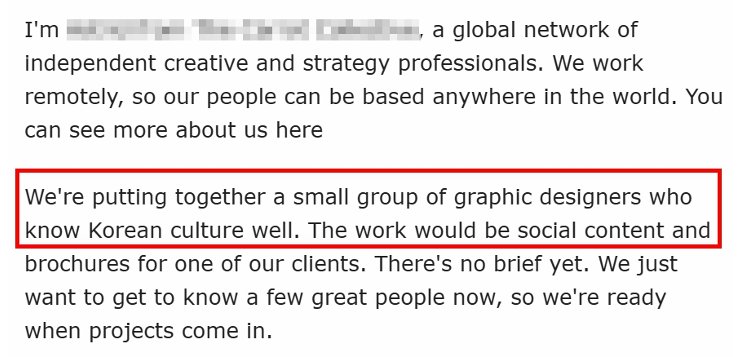 I'm , a global network of
independent creative and strategy professionals. We work
remotely, so our people can be based anywhere in the world. You
can see more about us here
We're putting together a small group of graphic designers who
know Korean culture well. The work would be social content and
brochures for one of our clients. There's no brief yet. We just
want to get to know a few great people now, so we're ready
when projects come in.